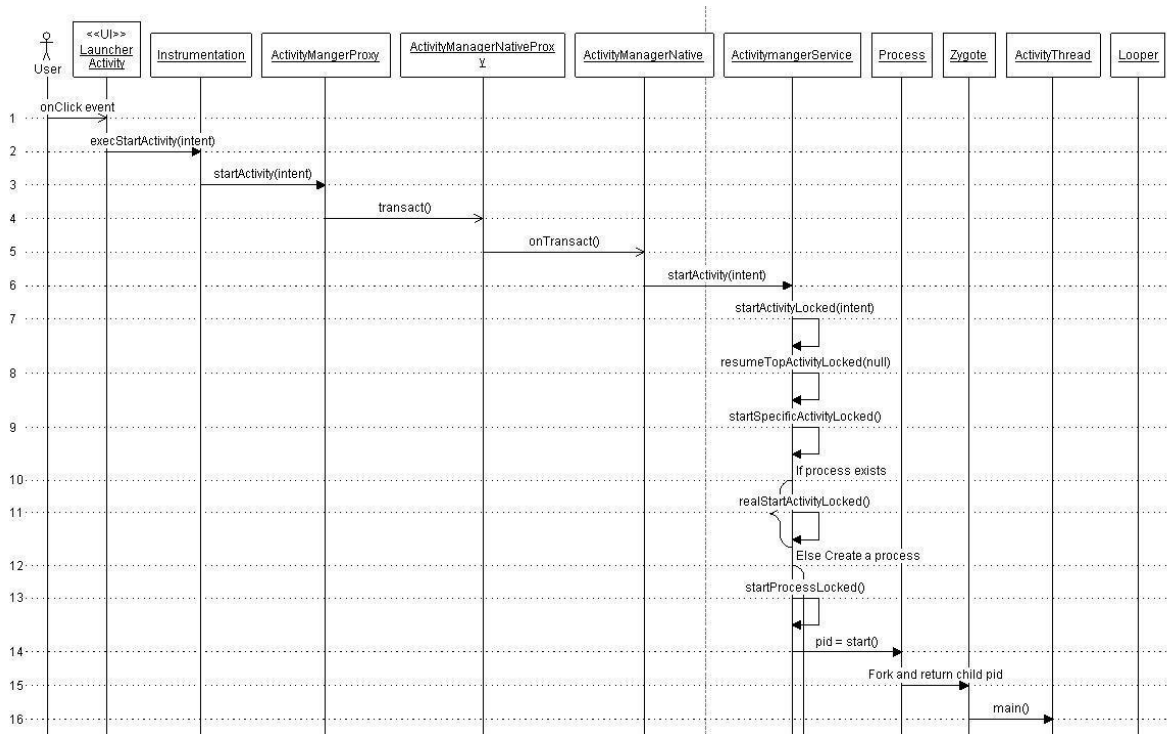 <<UI>>
Launcher
Activity
User
Instrumentation
ActivityMangerProxy
ActivityManagerNativeProx
y
ActivityManagerNative
ActivitymangerService
Process
Zygote
ActivityThread
Looper
onClick event
1
execStartActivity(intent)
2
startActivity(intent)
3
transact()
4
onTransact()
5
startActivity(intent)
6
startActivityLocked(intent)
7
resumeTopActivityLocked(null)
8
startSpecificActivityLocked()
9
If process exists
10
realStartActivityLocked()
11
Else Create a process
12
startProcessLocked()
13
pid = start()
14
Fork and return child pid
15
main()
16